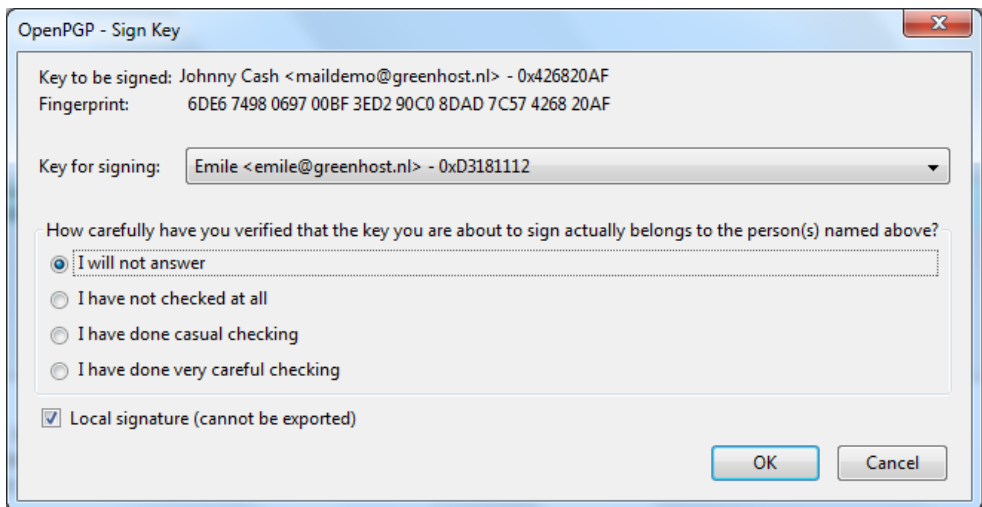 OpenPGP - Sign Key
Key to be signed: Johnny Cash <maildemo@greenhost.nl> - 0x426820AF
Fingerprint: 6DE6 7498 0697 00BF 3ED2 90C0 8DAD 7C57 4268 20AF
Key for signing: Emile <emile@greenhost.nl> - 0xD3181112
How carefully have you verified that the key you are about to sign actually belongs to the person(s) named above?
I will not answer
I have not checked at all
I have done casual checking
I have done very careful checking
Local signature (cannot be exported)
OK Cancel